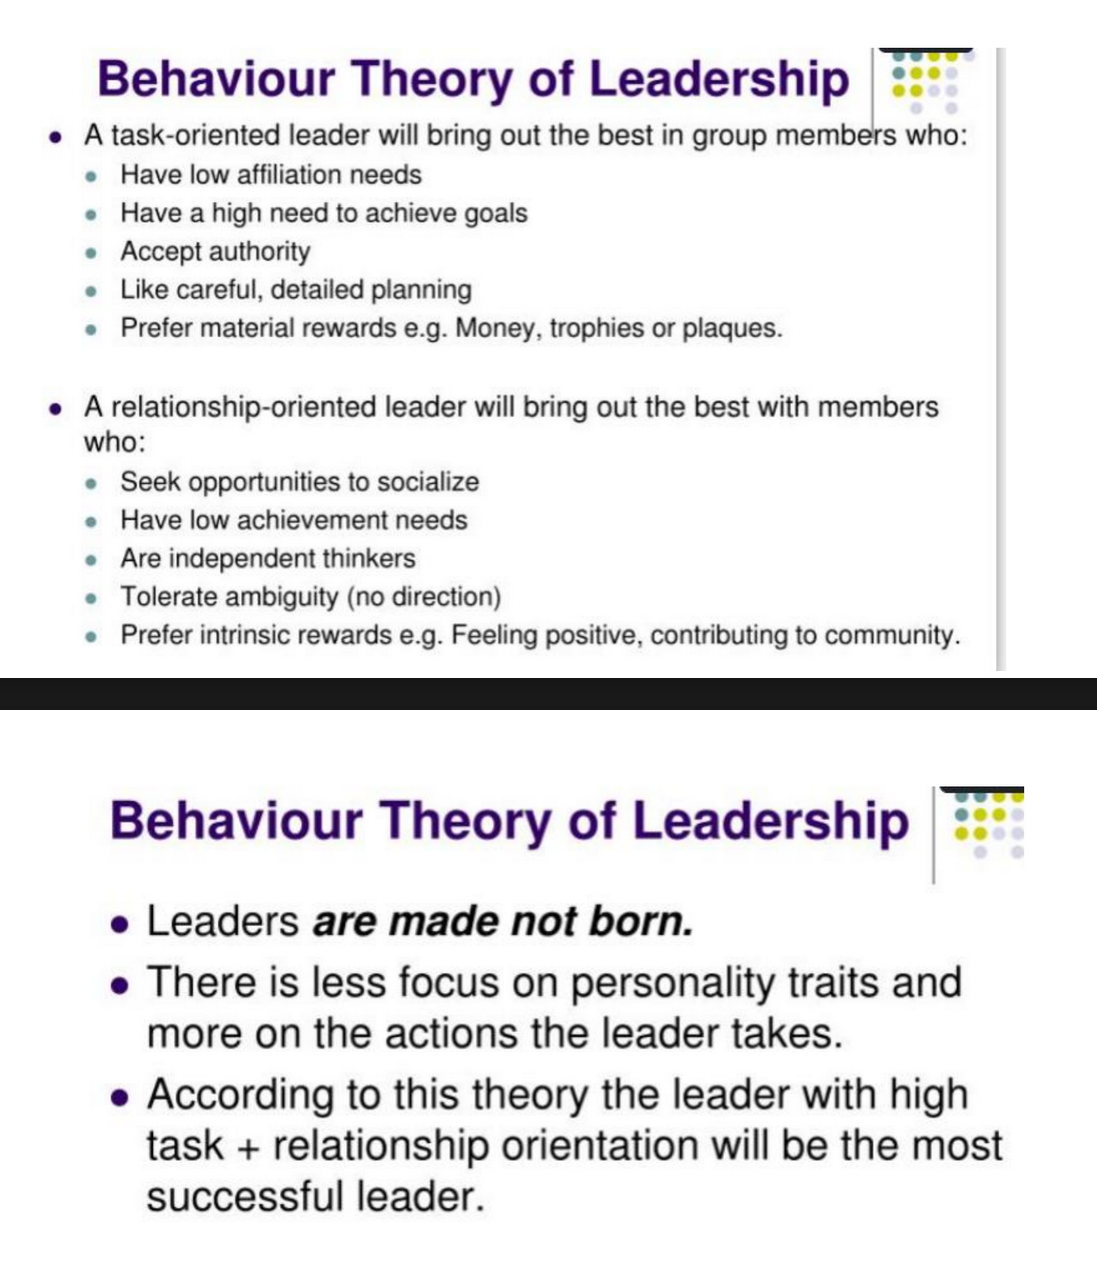 Behaviour Theory of Leadership
• A task-oriented leader will bring out the best in group members who:
• Have low affiliation needs
• Have a high need to achieve goals
• Accept authority
• Like careful, detailed planning
• Prefer material rewards e.g. Money, trophies or plaques.
• A relationship-oriented leader will bring out the best with members
who:
• Seek opportunities to socialize
• Have low achievement needs
• Are independent thinkers
• Tolerate ambiguity (no direction)
• Prefer intrinsic rewards e.g. Feeling positive, contributing to community.
Behaviour Theory of Leadership
• Leaders are made not born.
• There is less focus on personality traits and
more on the actions the leader takes.
• According to this theory the leader with high
task + relationship orientation will be the most
successful leader.